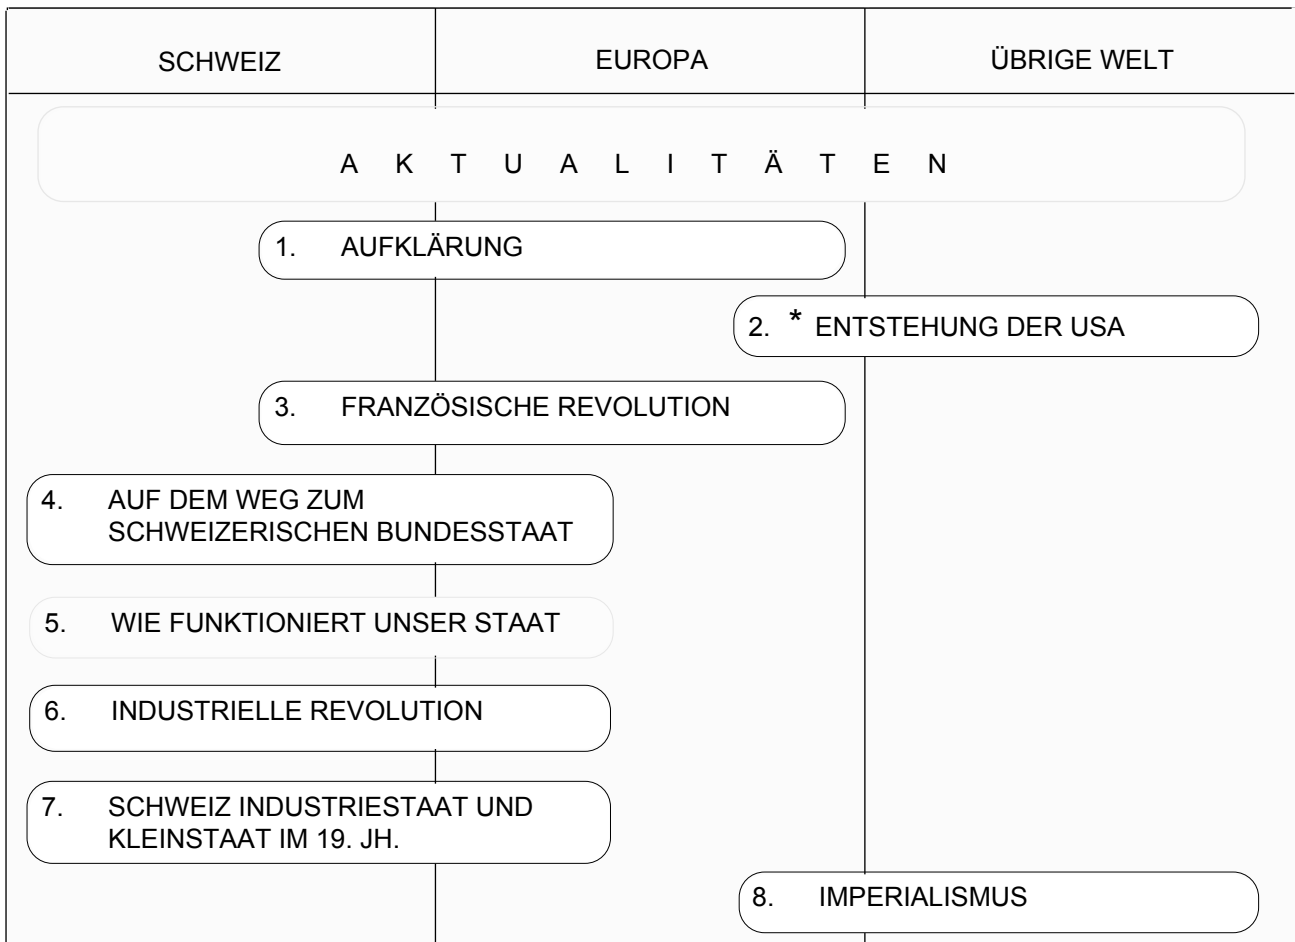 SCHWEIZ EUROPA ÜBRIGE WELT
A K T U A L I T Ä T E N
1. AUFKLÄRUNG
2. * ENTSTEHUNG DER USA
3. FRANZÖSISCHE REVOLUTION
4. AUF DEM WEG ZUM
SCHWEIZERISCHEN BUNDESSTAAT
5. WIE FUNKTIONIERT UNSER STAAT
6. INDUSTRIELLE REVOLUTION
7. SCHWEIZ INDUSTRIESTAAT UND
KLEINSTAAT IM 19. JH.
8. IMPERIALISMUS